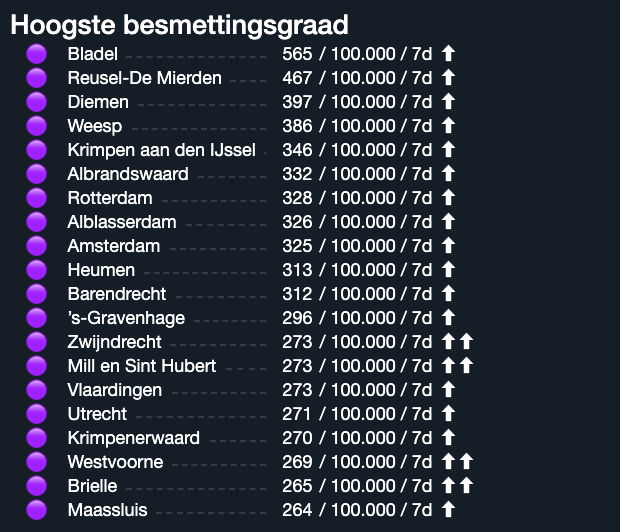 Hoogste besmettingsgraad
Bladel 565 / 100.000 / 7d ⬆
Reusel-De Mierden 467 / 100.000 / 7d ⬆
Diemen 397 / 100.000 / 7d ⬆
Weesp 386 / 100.000 / 7d ⬆
Krimpen aan den IJssel 346 / 100.000 / 7d ⬆
Albrandswaard 332 / 100.000 / 7d ⬆
Rotterdam 328 / 100.000 / 7d ⬆
Alblasserdam 326 / 100.000 / 7d ⬆
Amsterdam 325 / 100.000 / 7d ⬆
Heumen 313 / 100.000 / 7d ⬆
Barendrecht 312 / 100.000 / 7d ⬆
’s-Gravenhage 296 / 100.000 / 7d ⬆
Zwijndrecht 273 / 100.000 / 7d ⬆⬆
Mill en Sint Hubert 273 / 100.000 / 7d ⬆⬆
Vlaardingen 273 / 100.000 / 7d ⬆
Utrecht 271 / 100.000 / 7d ⬆
Krimpenerwaard 270 / 100.000 / 7d ⬆
Westvoorne 269 / 100.000 / 7d ⬆⬆
Brielle 265 / 100.000 / 7d ⬆⬆
Maassluis 264 / 100.000 / 7d ⬆